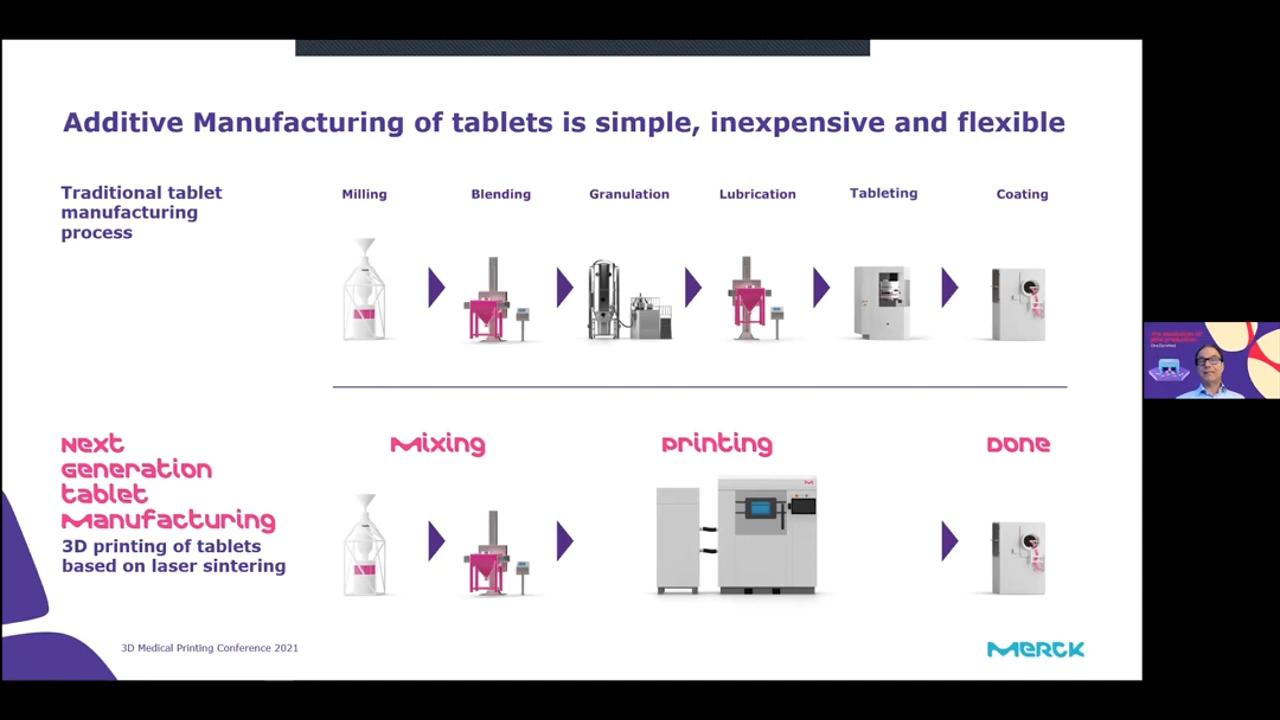 Additive Manufacturing of tablets is simple, inexpensive and flexible
Traditional tablet
manufacturing
process
Milling
Blending
Granulation
Lubrication
Tableting
Coating
Next
Generation
tablet
Manufacturing
3D printing of tablets
based on laser sintering
Mixing
Printing
Done
3D Medical Printing Conference 2021
MERCK